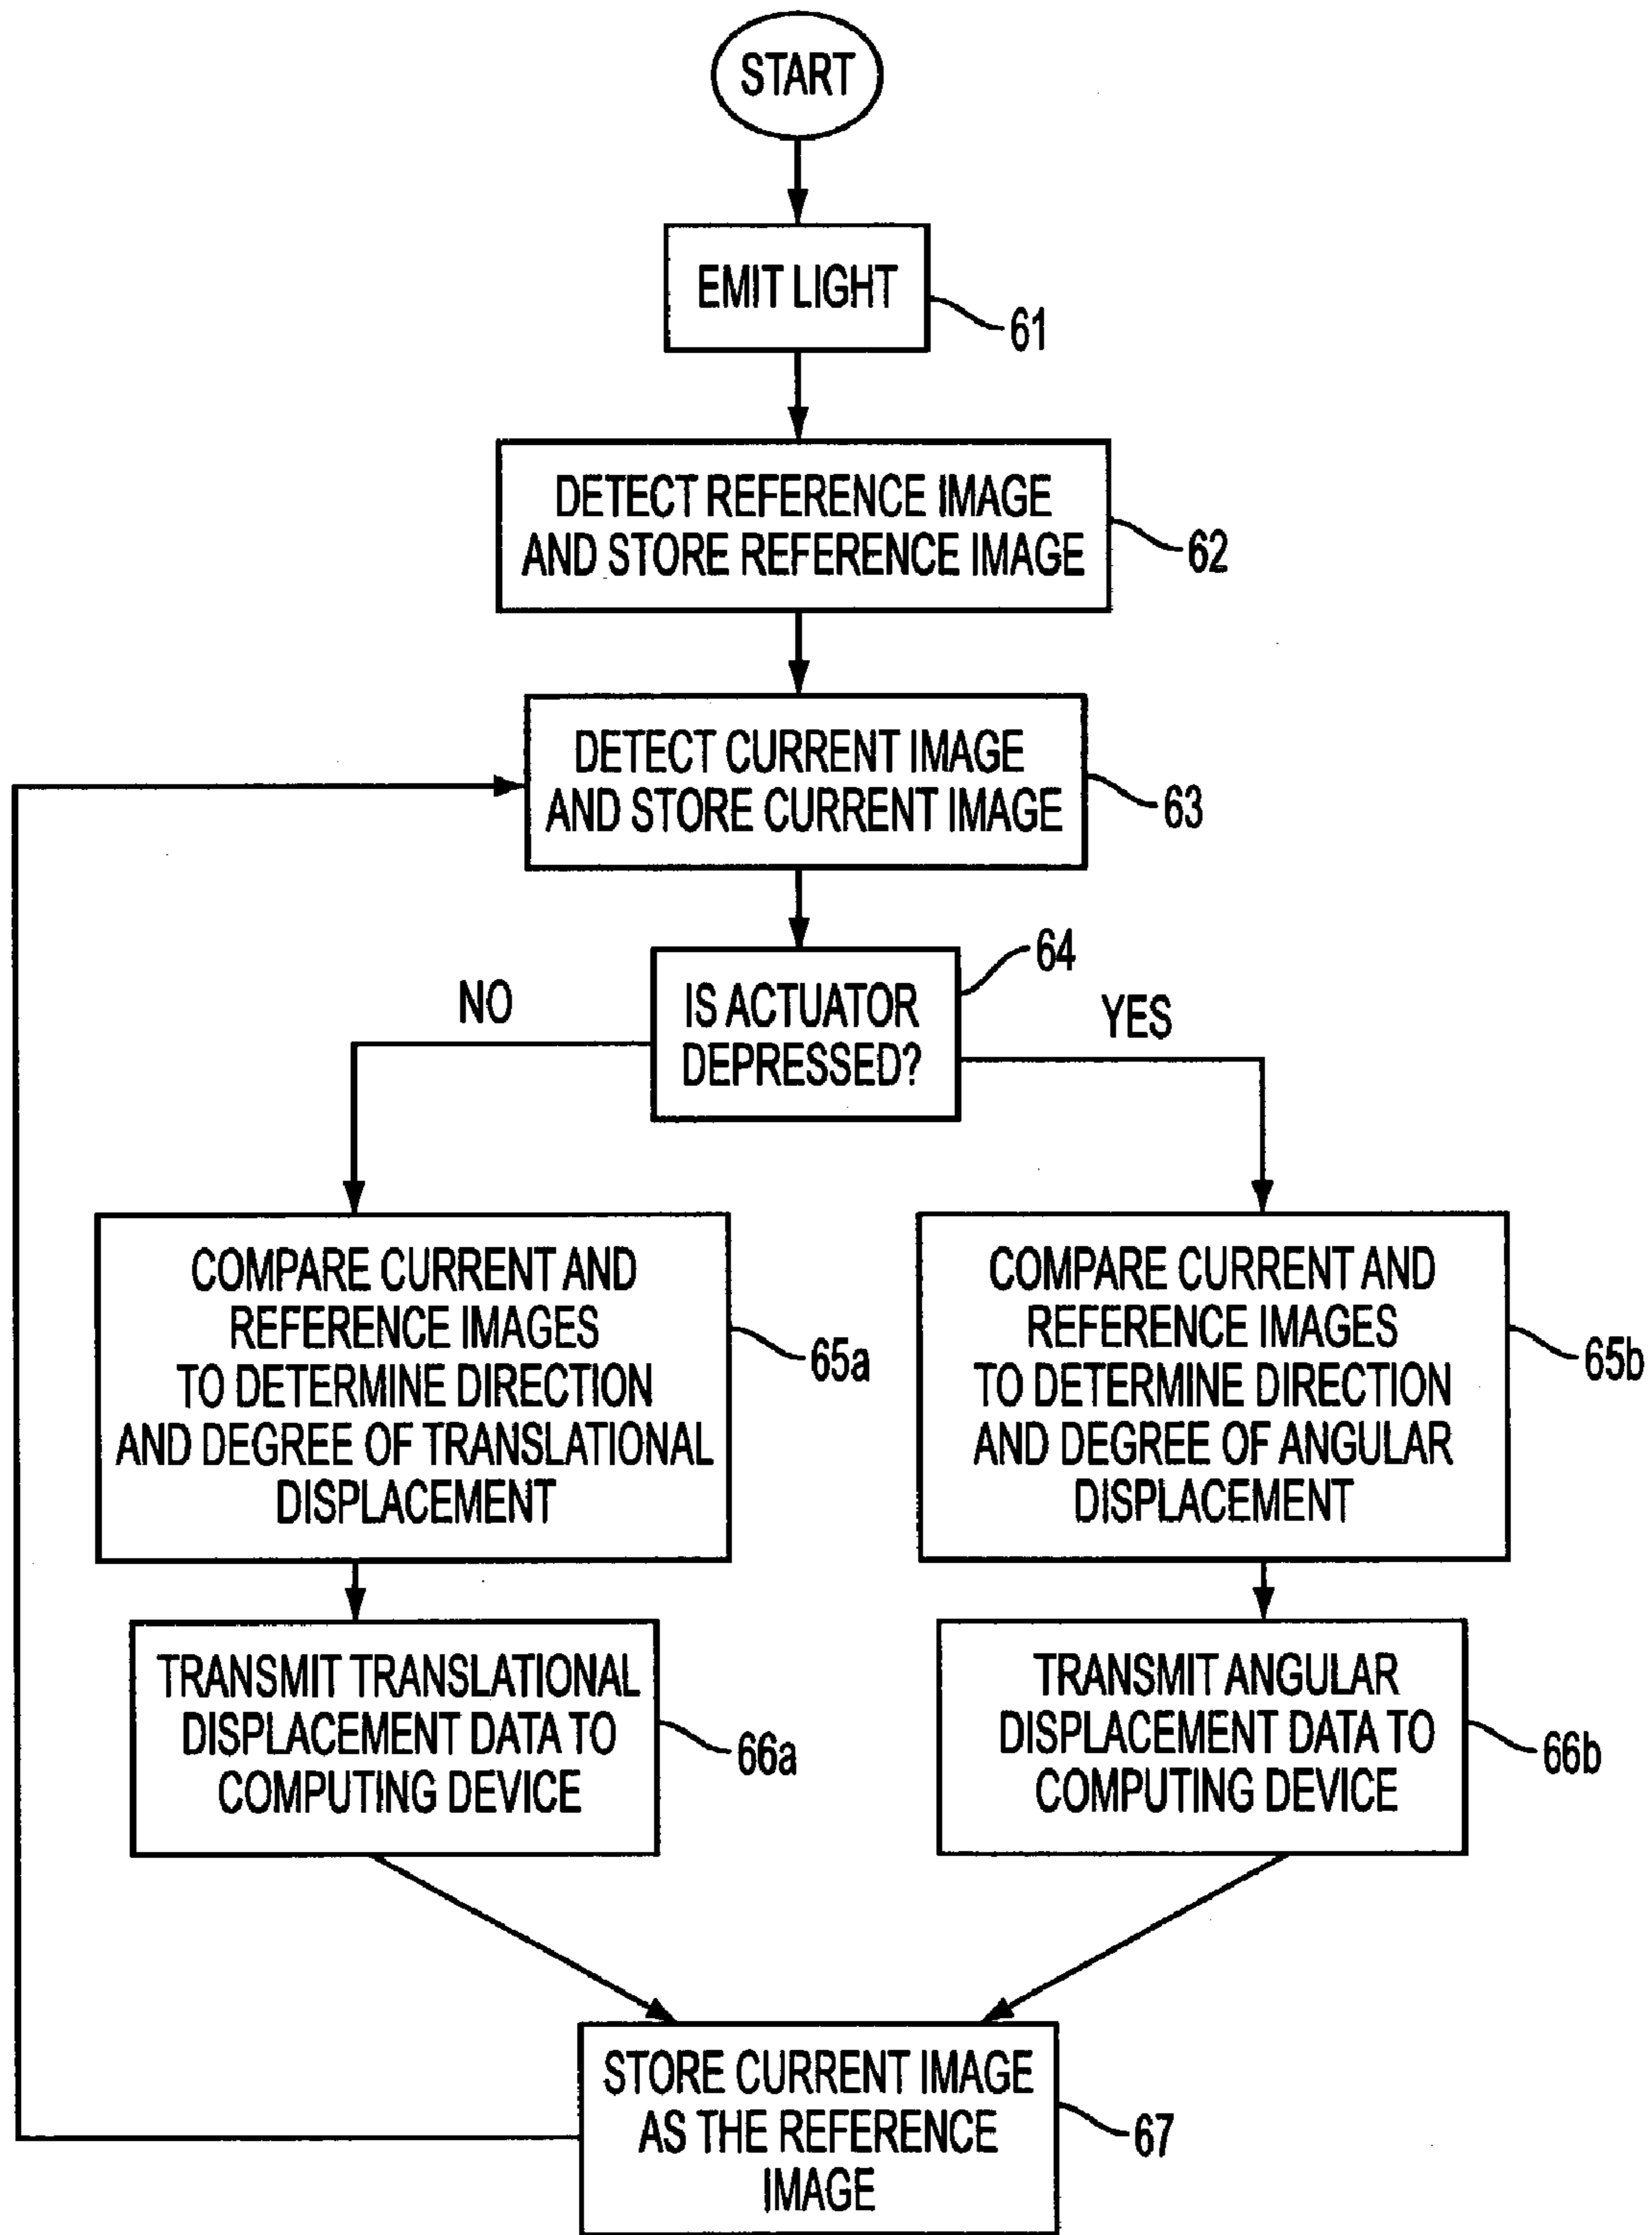 START
EMIT LIGHT
61
DETECT REFERENCE IMAGE
AND STORE REFERENCE IMAGE
62
DETECT CURRENT IMAGE
AND STORE CURRENT IMAGE
63
64
IS ACTUATOR
DEPRESSED?
NO
YES
COMPARE CURRENT AND
REFERENCE IMAGES
TO DETERMINE DIRECTION
AND DEGREE OF TRANSLATIONAL
DISPLACEMENT
65a
COMPARE CURRENT AND
REFERENCE IMAGES
TO DETERMINE DIRECTION
AND DEGREE OF ANGULAR
DISPLACEMENT
65b
TRANSMIT TRANSLATIONAL
DISPLACEMENT DATA TO
COMPUTING DEVICE
66a
TRANSMIT ANGULAR
DISPLACEMENT DATA TO
COMPUTING DEVICE
66b
STORE CURRENT IMAGE
AS THE REFERENCE
IMAGE
67